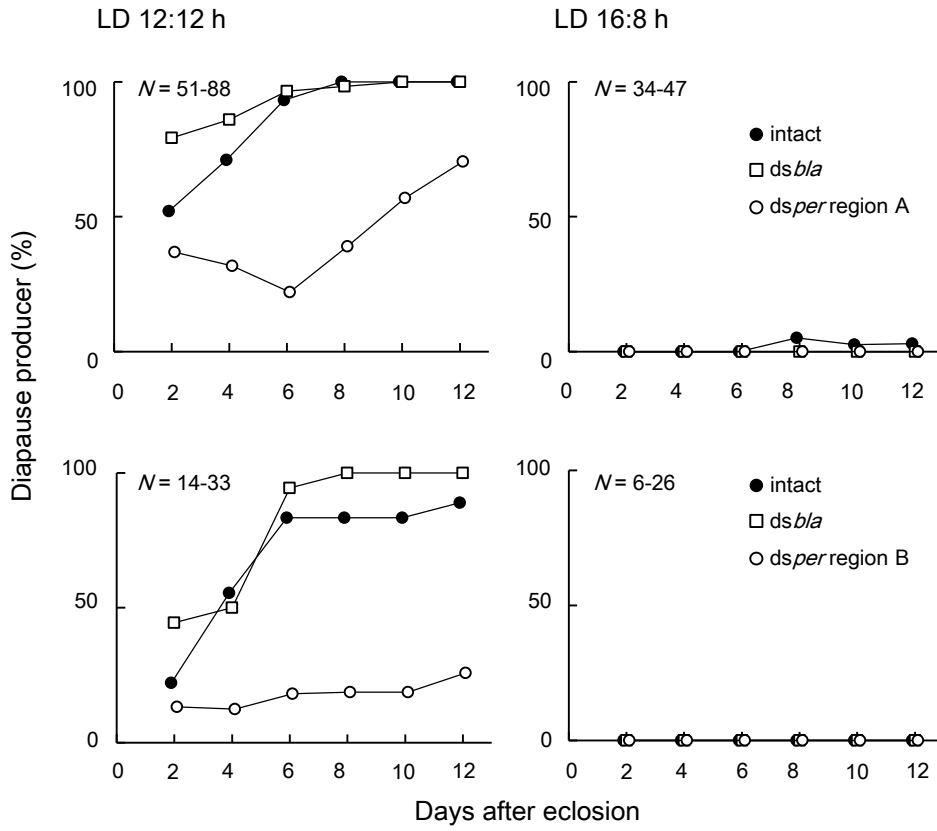 LD 12:12 h
LD 16:8 h
Diapause producer (%)
100
50
0
N = 51-88
0 2 4 6 8 10 12
100
50
0
N = 34-47
intact
dsbla
dsper region A
0 2 4 6 8 10 12
100
50
0
N = 14-33
0 2 4 6 8 10 12
100
50
0
N = 6-26
intact
dsbla
dsper region B
0 2 4 6 8 10 12
Days after eclosion